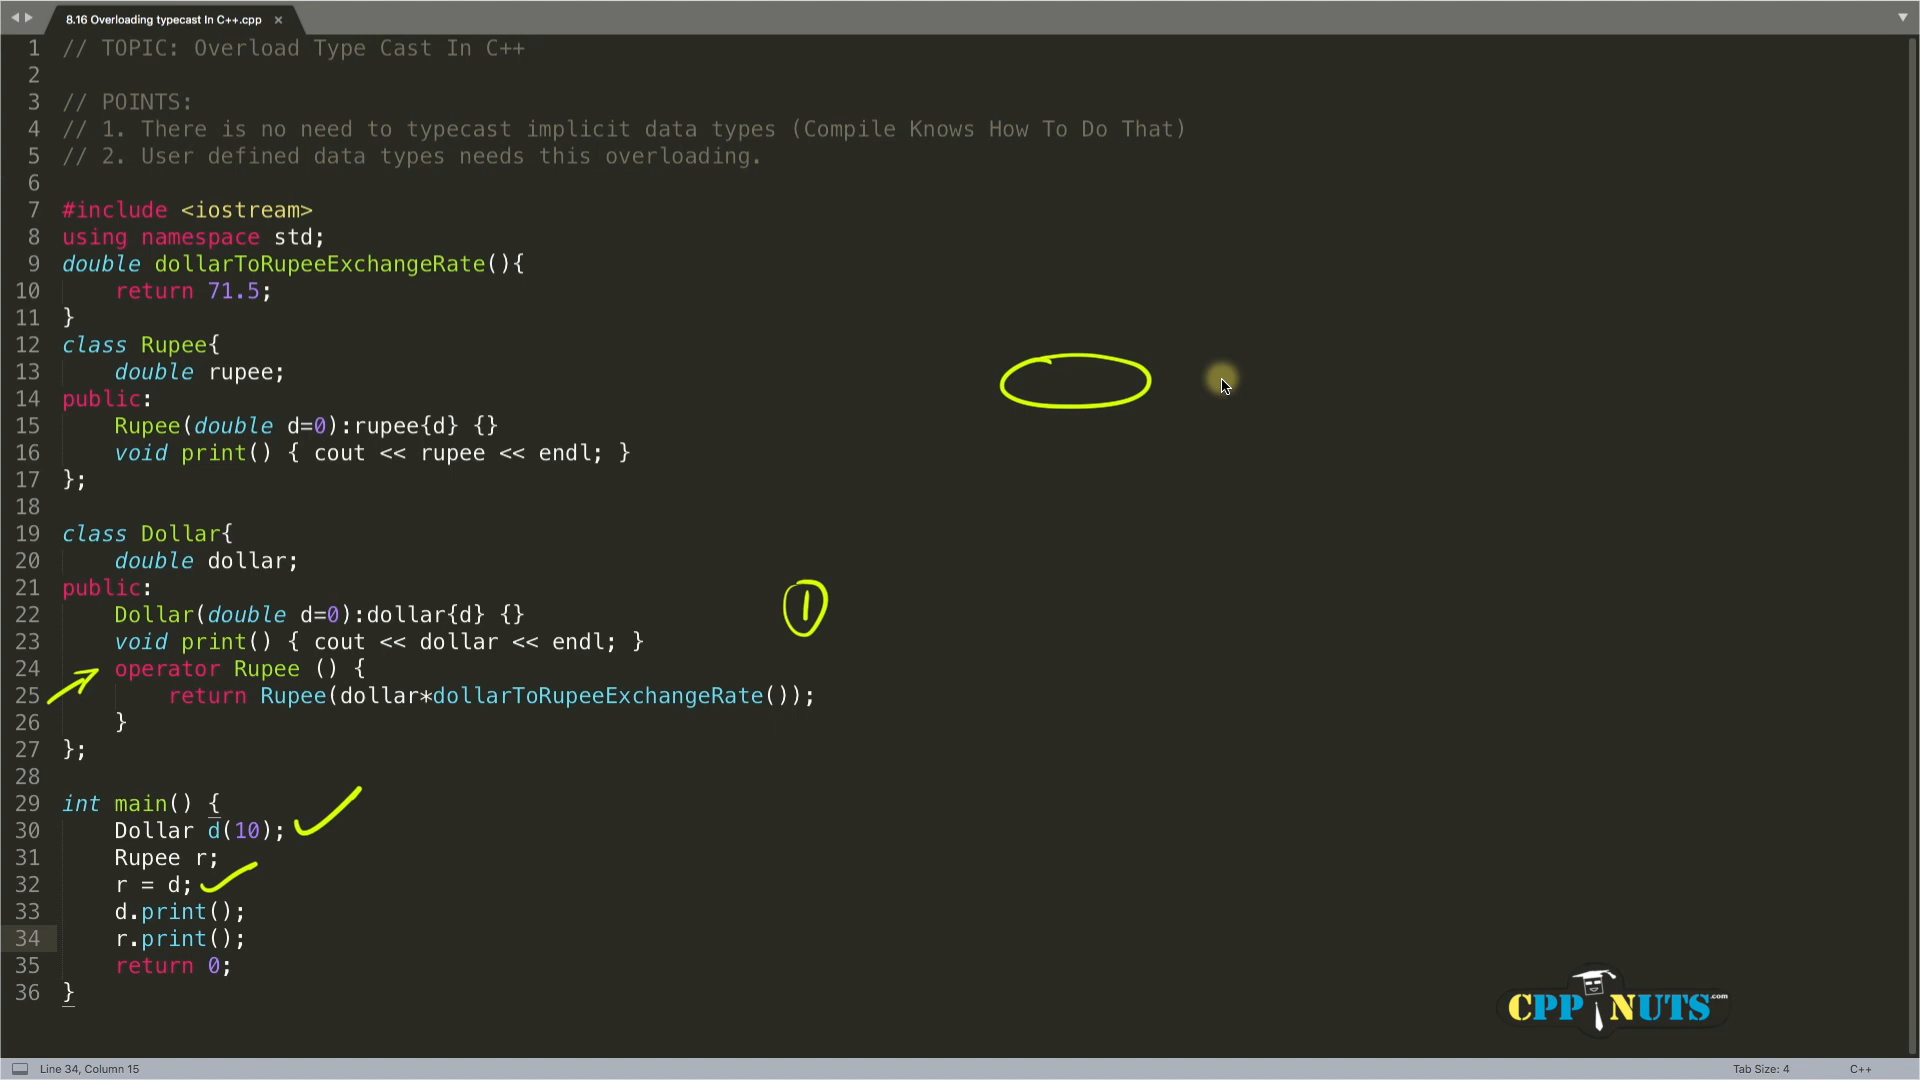 8.16 Overloading typecast In C++.cpp ×
1 // TOPIC: Overload Type Cast In C++
2
3 // POINTS:
4 // 1. There is no need to typecast implicit data types (Compile Knows How To Do That)
5 // 2. User defined data types needs this overloading.
6
7 #include <iostream>
8 using namespace std;
9 double dollarToRupeeExchangeRate(){
10     return 71.5;
11 }
12 class Rupee{
13     double rupee;
14 public:
15     Rupee(double d=0):rupee{d} {}
16     void print() { cout << rupee << endl; }
17 };
18
19 class Dollar{
20     double dollar;
21 public:
22     Dollar(double d=0):dollar{d} {}
1
23     void print() { cout << dollar << endl; }
24     operator Rupee () {
25         return Rupee(dollar*dollarToRupeeExchangeRate());
26     }
27 };
28
29 int main() {
30     Dollar d(10);
31     Rupee r;
32     r = d;
33     d.print();
34     r.print();
35     return 0;
36 }
CPP NUTS.com
Line 34, Column 15
Tab Size: 4
C++